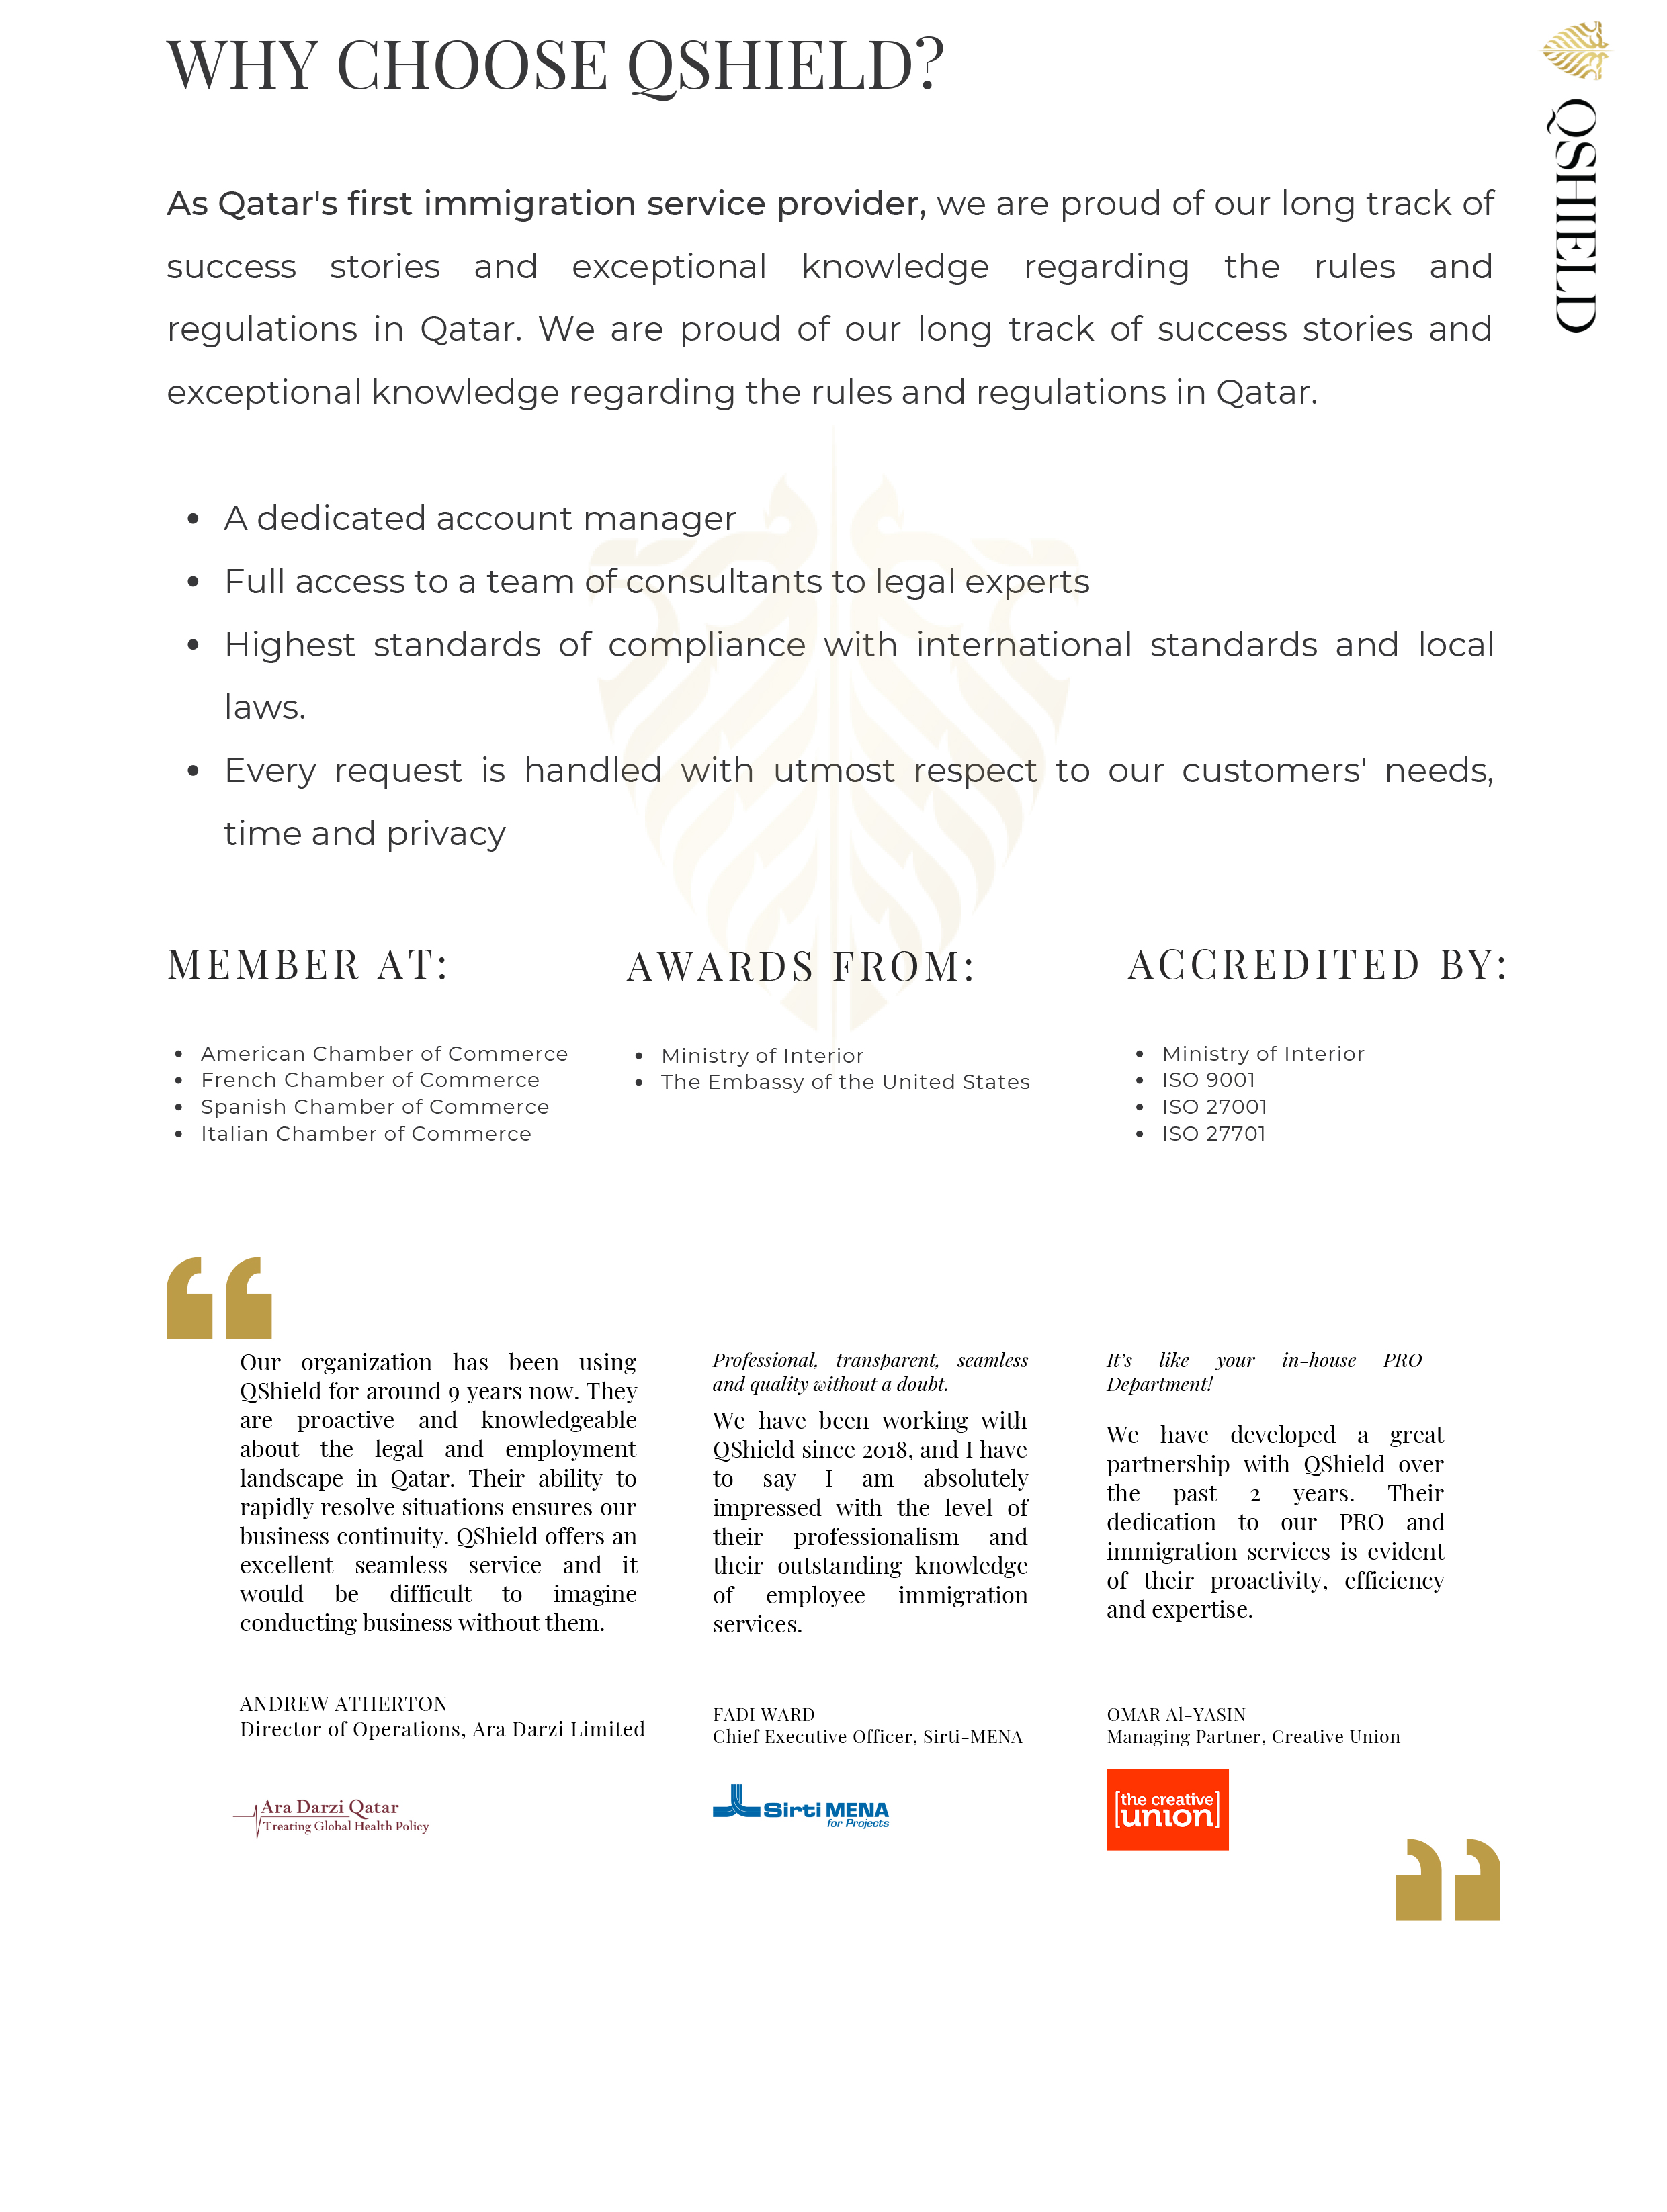 WHY CHOOSE QSHIELD?
QSHIELD
As Qatar's first immigration service provider, we are proud of our long track of
success stories and exceptional knowledge regarding the rules and
regulations in Qatar. We are proud of our long track of success stories and
exceptional knowledge regarding the rules and regulations in Qatar.
• A dedicated account manager
• Full access to a team of consultants to legal experts
• Highest standards of compliance with international standards and local
laws.
• Every request is handled with utmost respect to our customers' needs,
time and privacy
MEMBER AT:
• American Chamber of Commerce
• French Chamber of Commerce
• Spanish Chamber of Commerce
• Italian Chamber of Commerce
AWARDS FROM:
• Ministry of Interior
• The Embassy of the United States
ACCREDITED BY:
• Ministry of Interior
• ISO 9001
• ISO 27001
• ISO 27701
“
Our organization has been using
QShield for around 9 years now. They
are proactive and knowledgeable
about the legal and employment
landscape in Qatar. Their ability to
rapidly resolve situations ensures our
business continuity. QShield offers an
excellent seamless service and it
would be difficult to imagine
conducting business without them.
ANDREW ATHERTON
Director of Operations, Ara Darzi Limited
Ara Darzi Qatar
Treating Global Health Policy
Professional, transparent, seamless
and quality without a doubt.
We have been working with
QShield since 2018, and I have
to say I am absolutely
impressed with the level of
their professionalism and
their outstanding knowledge
of employee immigration
services.
FADI WARD
Chief Executive Officer, Sirti-MENA
Sirti MENA
for Projects
It’s like your in-house PRO
Department!
We have developed a great
partnership with QShield over
the past 2 years. Their
dedication to our PRO and
immigration services is evident
of their proactivity, efficiency
and expertise.
OMAR Al-YASIN
Managing Partner, Creative Union
[the creative
union]
”